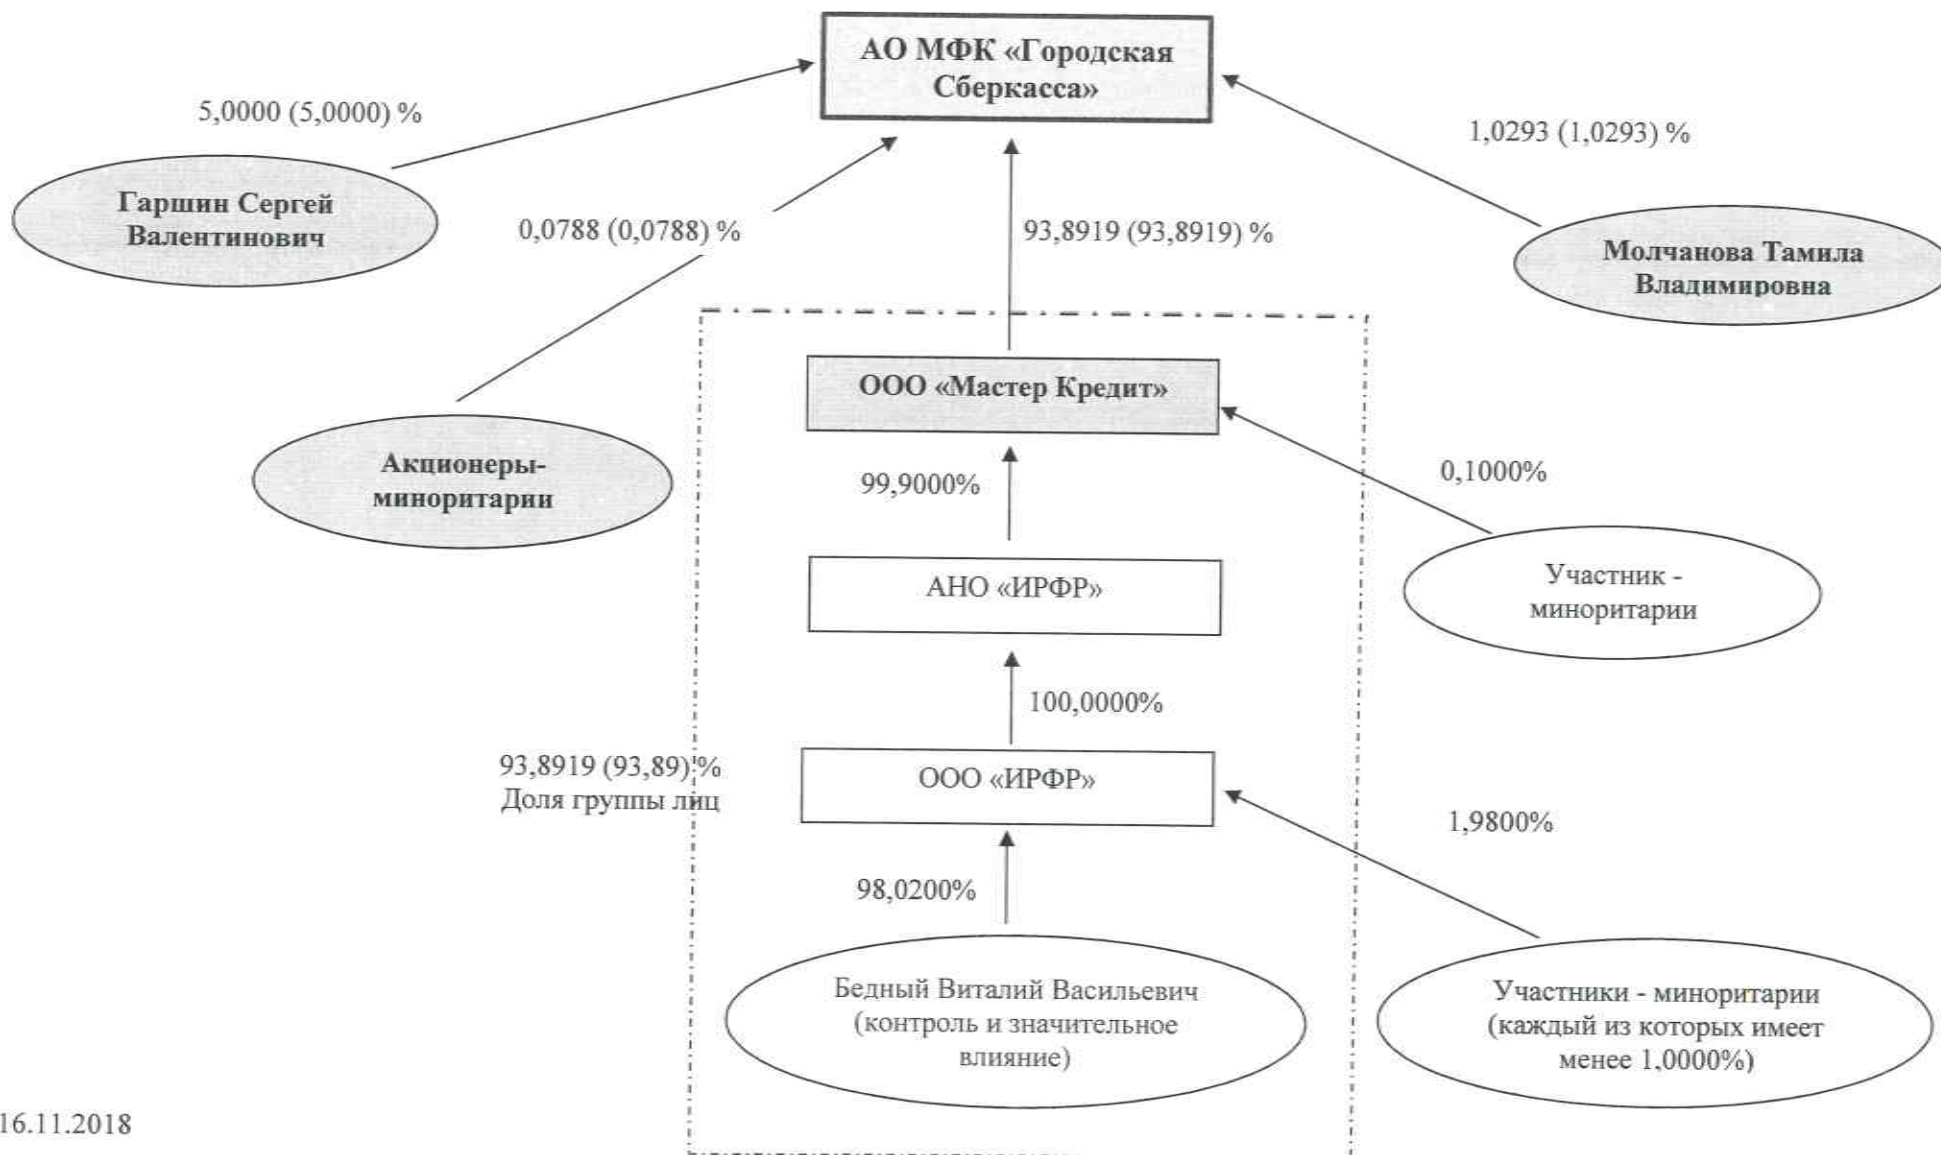 АО МФК «Городская
Сберкасса»
5,0000 (5,0000) %
1,0293 (1,0293) %
Гаршин Сергей
Валентинович
0,0788 (0,0788) %
93,8919 (93,8919) %
Молчанова Тамила
Владимировна
ООО «Мастер Кредит»
Акционеры-
миноритарии
99,9000%
0,1000%
АНО «ИРФР»
Участник -
миноритарии
100,0000%
93,8919 (93,89) %
Доля группы лиц
ООО «ИРФР»
1,9800%
98,0200%
Бедный Виталий Васильевич
(контроль и значительное
влияние)
Участники - миноритарии
(каждый из которых имеет
менее 1,0000%)
16.11.2018